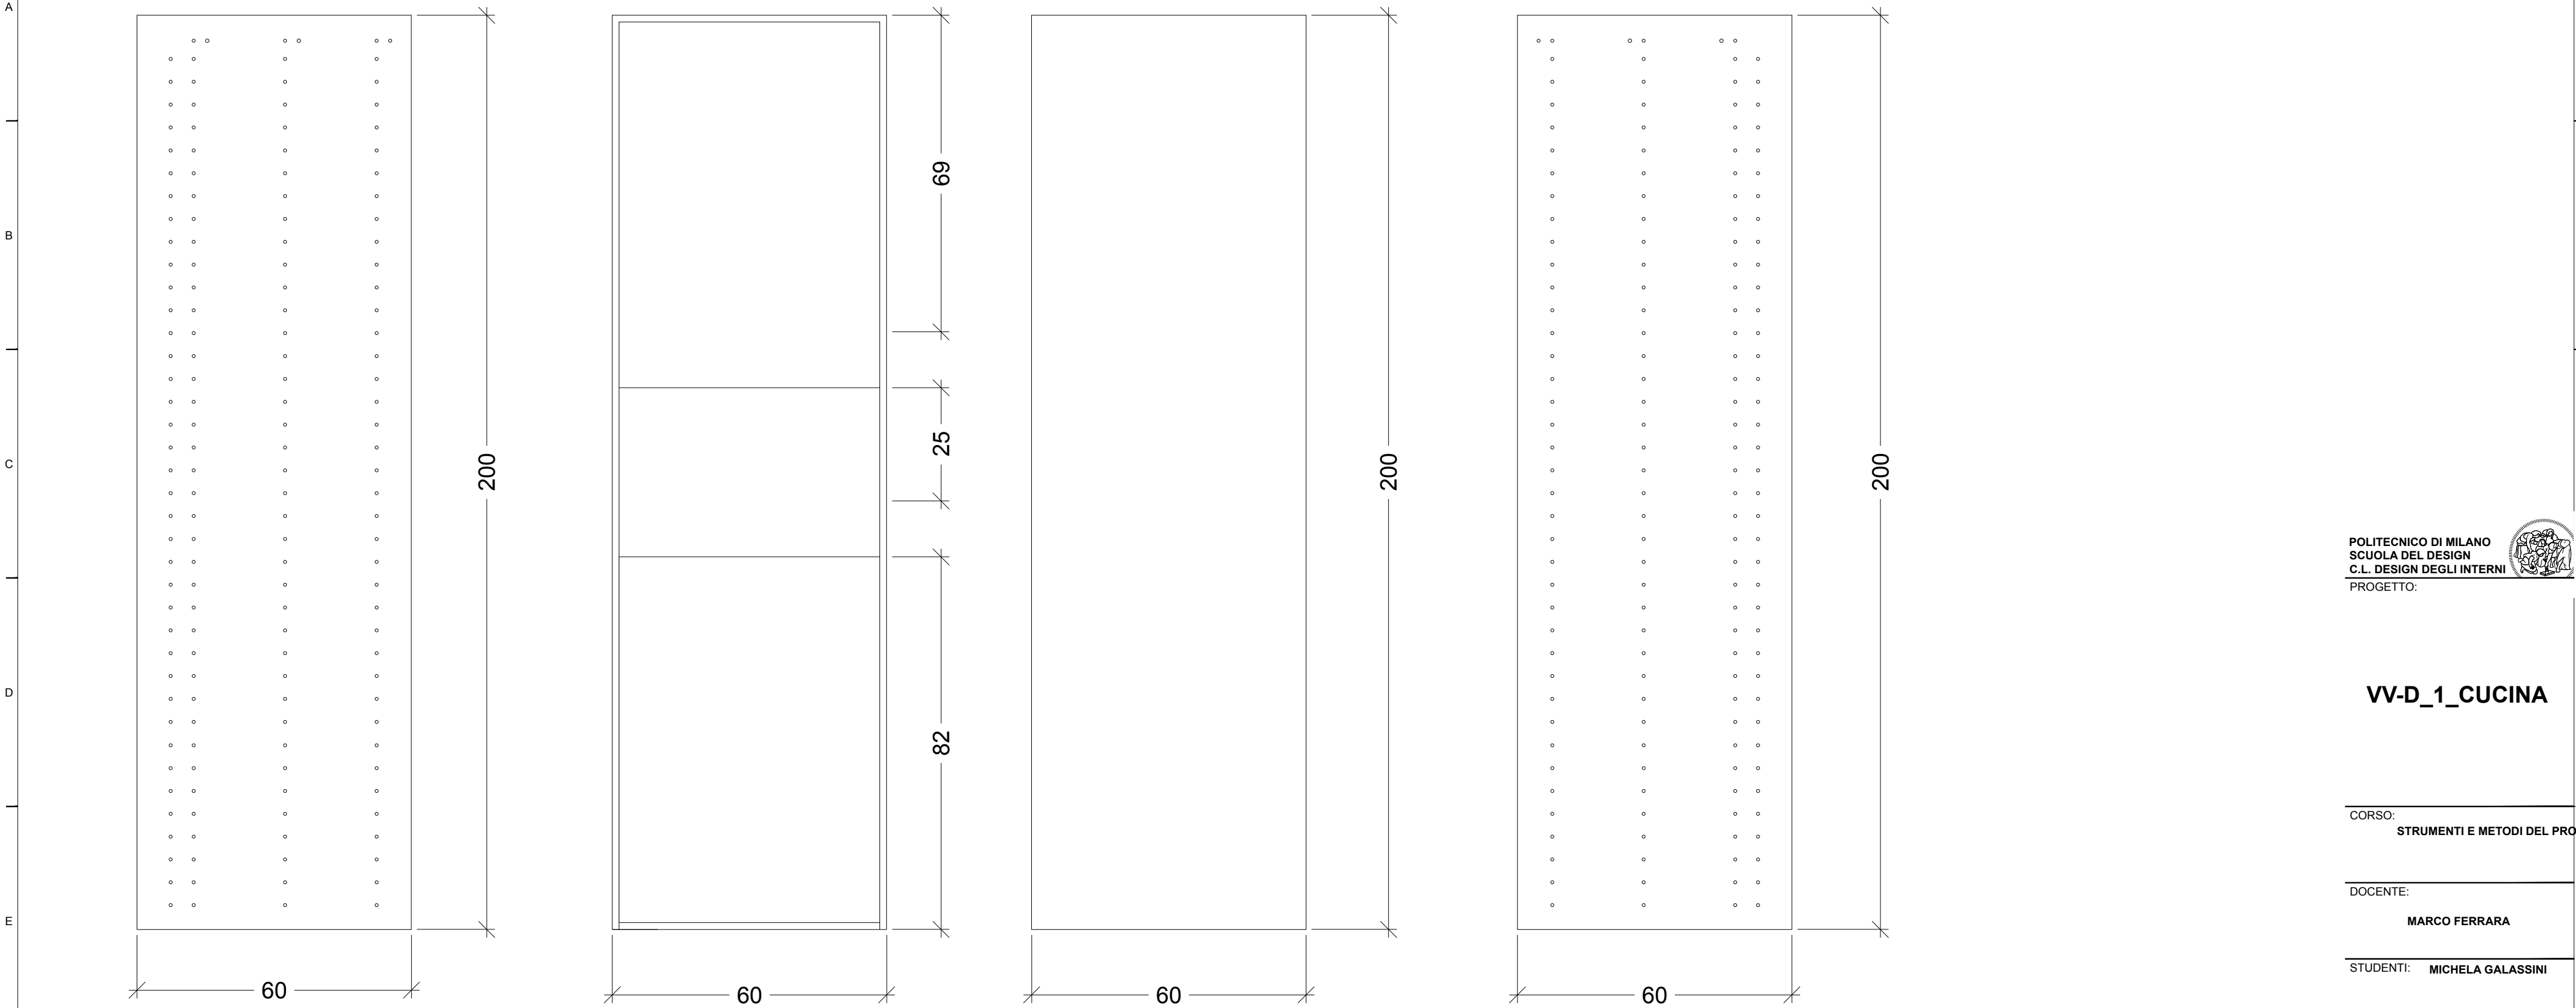 A
B
C
D
E
200
60
69
25
82
60
200
60
200
60
POLITECNICO DI MILANO
SCUOLA DEL DESIGN
C.L. DESIGN DEGLI INTERNI
PROGETTO:
VV-D_1_CUCINA
CORSO:
STRUMENTI E METODI DEL PRO
DOCENTE:
MARCO FERRARA
STUDENTI: MICHELA GALASSINI